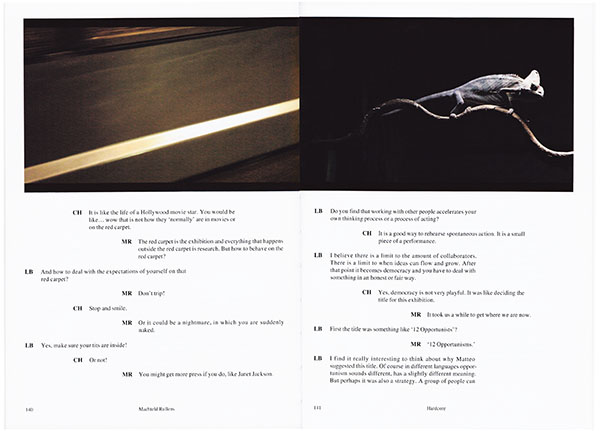 CH It is like the life of a Hollywood movie star. You would be
like… wow that is not how they ‘normally’ are in movies or
on the red carpet.
MR The red carpet is the exhibition and everything that happens
outside the red carpet is research. But how to behave on the
red carpet?
LB And how to deal with the expectations of yourself on that
red carpet?
MR Don’t trip!
CH Stop and smile.
MR Or it could be a nightmare, in which you are suddenly
naked.
LB Yes, make sure your tits are inside!
CH Or not!
MR You might get more press if you do, like Janet Jackson.
140
LB Do you find that working with other people accelerates your
own thinking process or a process of acting?
CH It is a good way to rehearse spontaneous action. It is a small
piece of a performance.
LB I believe there is a limit to the amount of collaborators.
There is a limit to when ideas can flow and grow. After
that point it becomes democracy and you have to deal with
something in an honest or fair way.
CH Yes, democracy is not very playful. It was like deciding the
title for this exhibition.
MR It took us a while to get where we are now.
LB First the title was something like ‘12 Opportunists’?
MR ‘12 Opportunisms.’
LB I find it really interesting to think about why Matteo
suggested this title. Of course in different languages oppor-
tunism sounds different, has a slightly different meaning.
But perhaps it was also a strategy. A group of people can
141